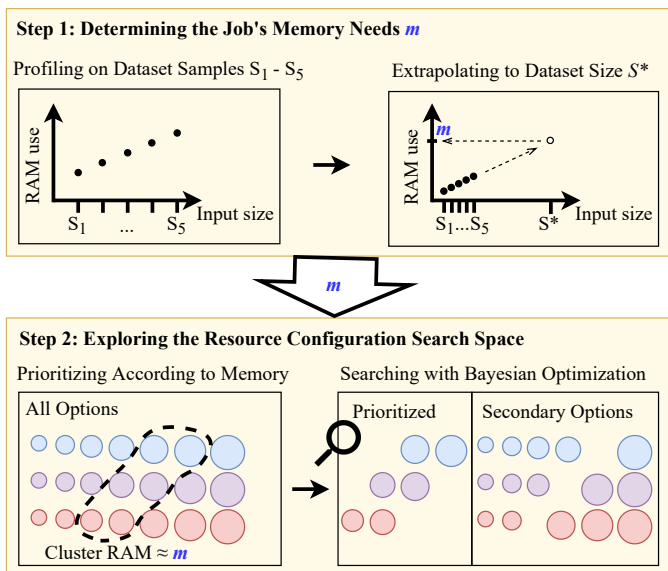 Step 1: Determining the Job's Memory Needs m
Profiling on Dataset Samples S₁ - S₅
Extrapolating to Dataset Size S*
RAM use
S₁ ... S₅
Input size
RAM use
m
S₁...S₅ S*
Input size
m
Step 2: Exploring the Resource Configuration Search Space
Prioritizing According to Memory
Searching with Bayesian Optimization
All Options
Cluster RAM ≈ m
Prioritized
Secondary Options